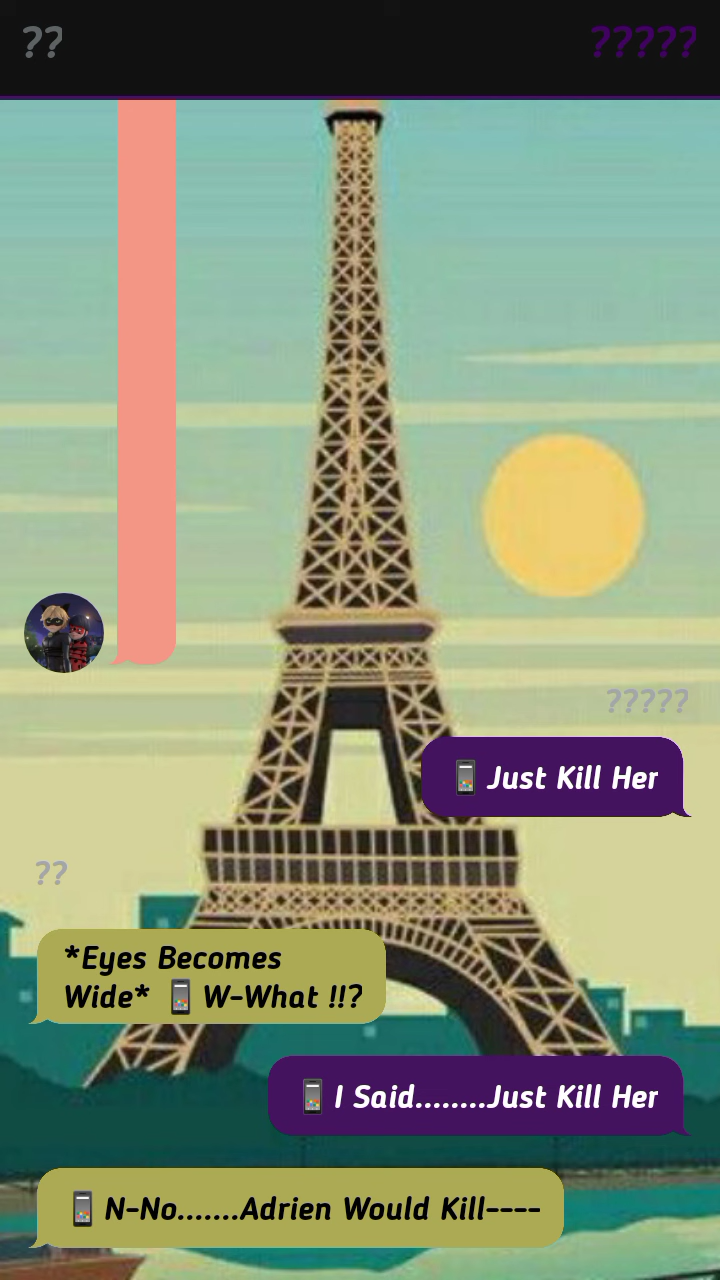 ?? ?????
?????
📱Just Kill Her
??
*Eyes Becomes
Wide* 📱W-What !!?
📱I Said........Just Kill Her
📱N-No.......Adrien Would Kill----